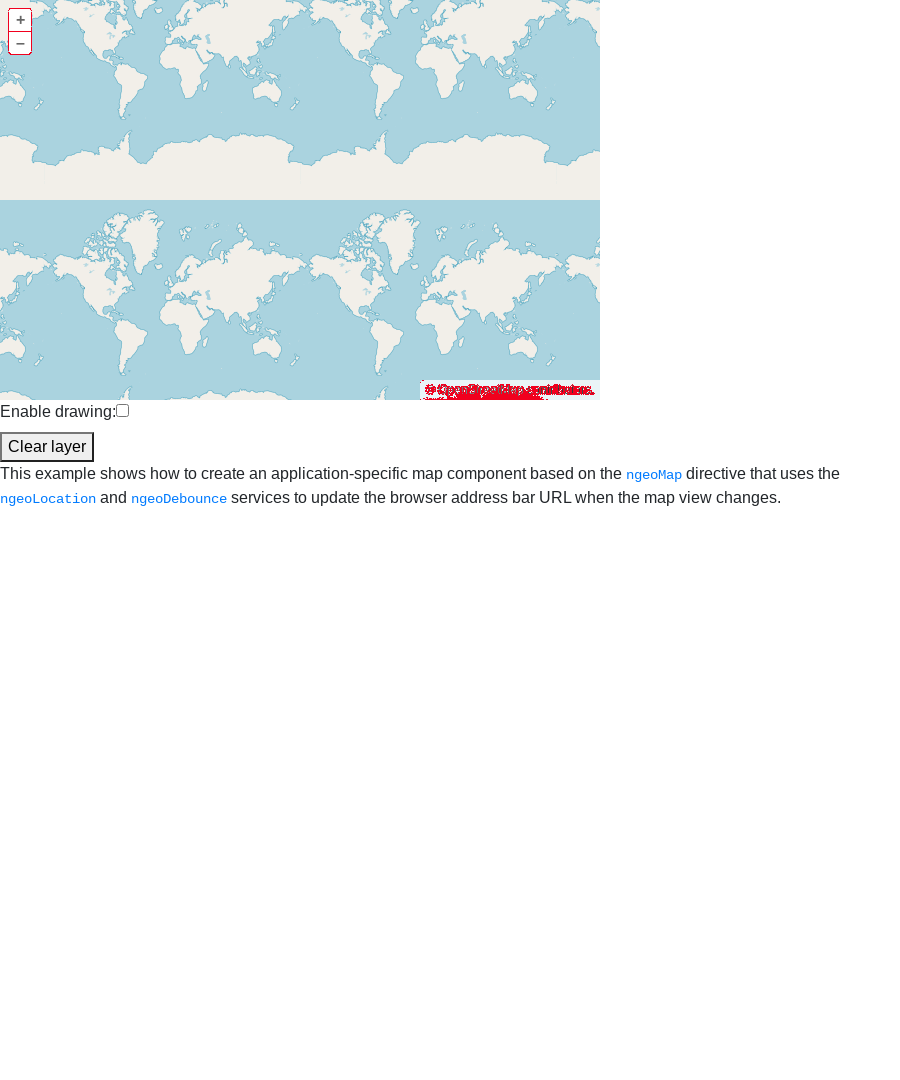 +
−
Enable drawing:
Clear layer
This example shows how to create an application-specific map component based on the ngeoMap directive that uses the
ngeoLocation and ngeoDebounce services to update the browser address bar URL when the map view changes.